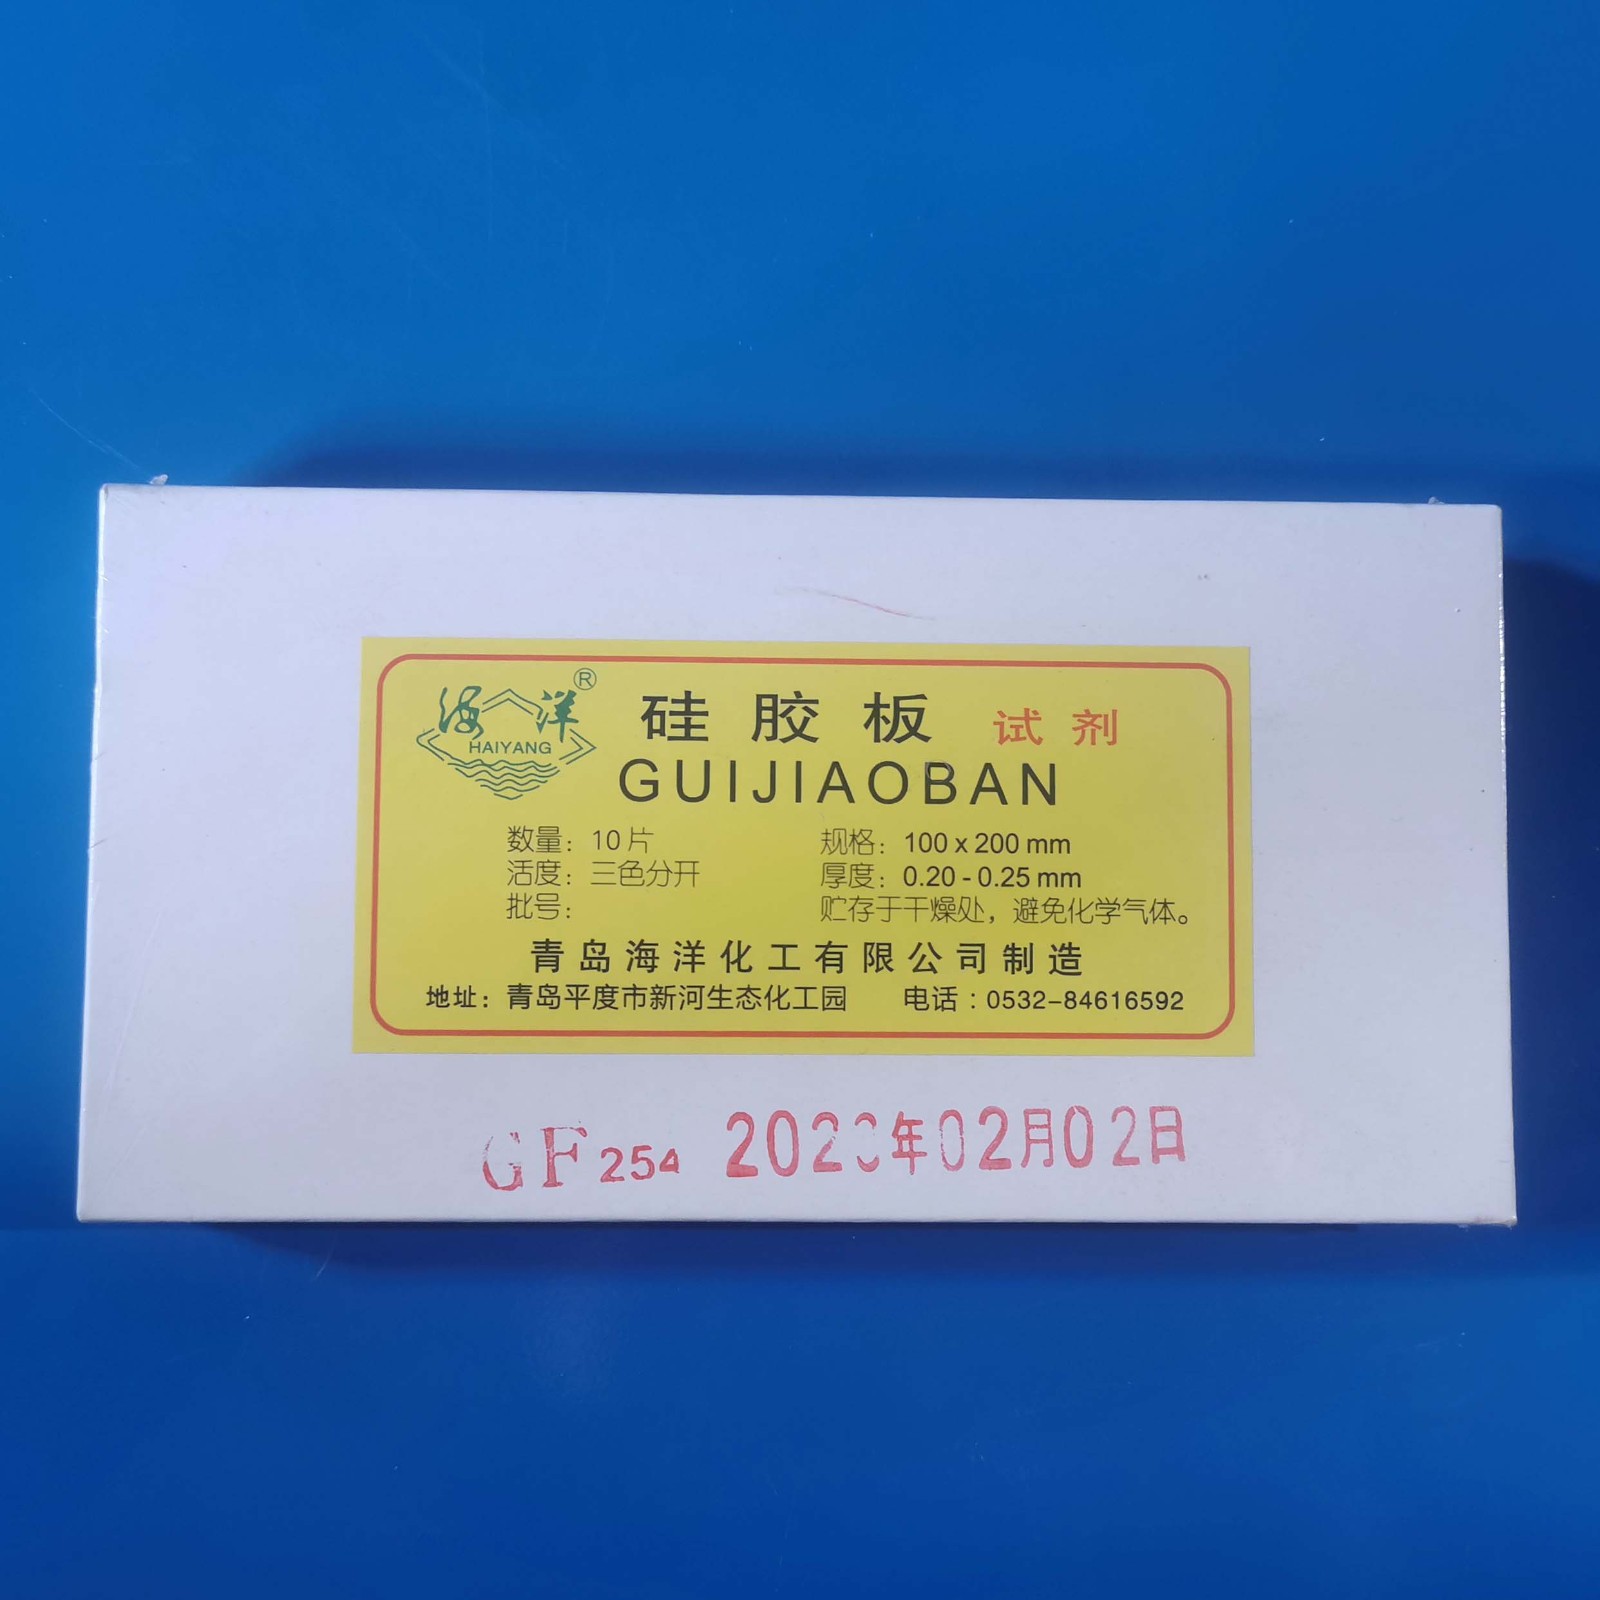 海洋®
HAIYANG
硅胶板 试剂
GUIJIAOBAN
数量：10片 规格：100 x 200 mm
活度：三色分开 厚度：0.20 - 0.25 mm
批号： 贮存于干燥处，避免化学气体。
青岛海洋化工有限公司制造
地址：青岛平度市新河生态化工园 电话：0532-84616592
GF254 02月02日